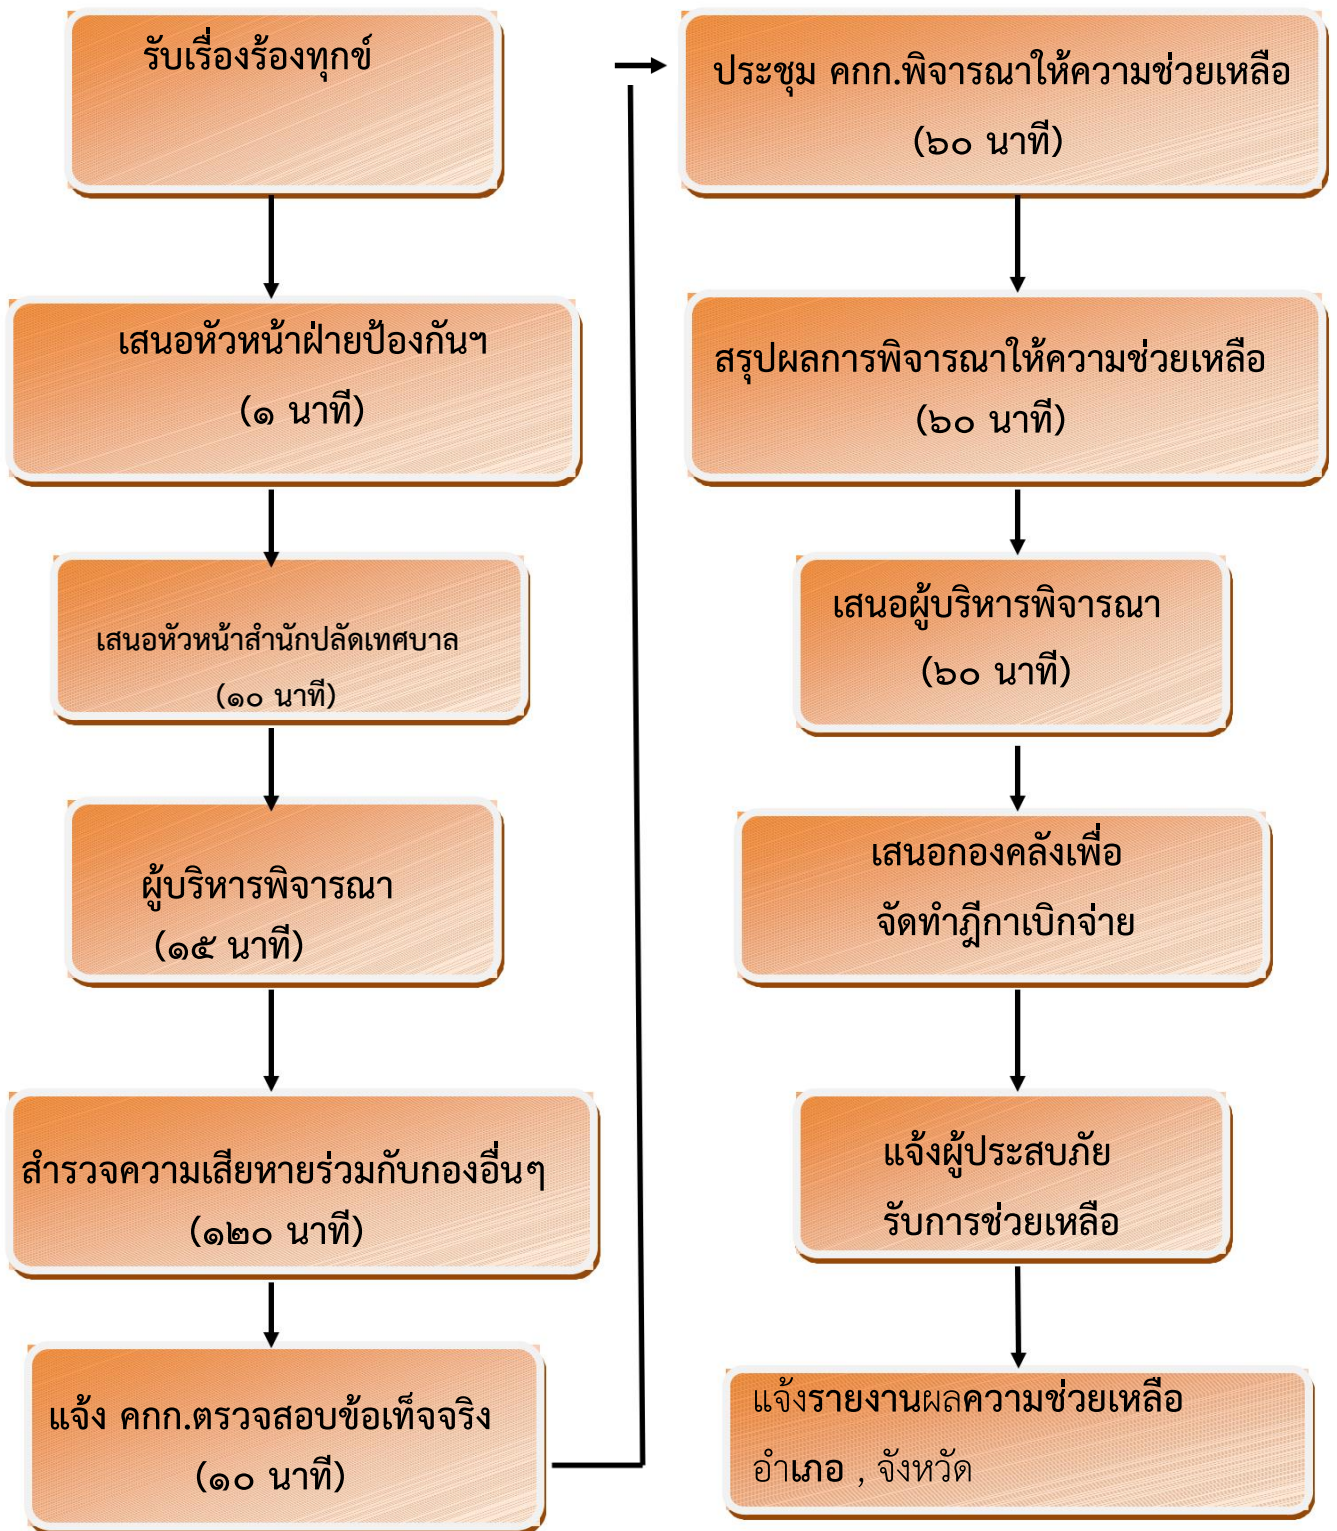 รับเรื่องร้องทุกข์
เสนอหัวหน้าฝ่ายป้องกันฯ
(๑ นาที)
เสนอหัวหน้าสำนักปลัดเทศบาล
(๑๐ นาที)
ผู้บริหารพิจารณา
(๑๕ นาที)
สำรวจความเสียหายร่วมกับกองอื่นๆ
(๑๒๐ นาที)
แจ้ง คกก.ตรวจสอบข้อเท็จจริง
(๑๐ นาที)
ประชุม คกก.พิจารณาให้ความช่วยเหลือ
(๖๐ นาที)
สรุปผลการพิจารณาให้ความช่วยเหลือ
(๖๐ นาที)
เสนอผู้บริหารพิจารณา
(๖๐ นาที)
เสนอกองคลังเพื่อ
จัดทำฎีกาเบิกจ่าย
แจ้งผู้ประสบภัย
รับการช่วยเหลือ
แจ้งรายงานผลความช่วยเหลือ
อำเภอ , จังหวัด